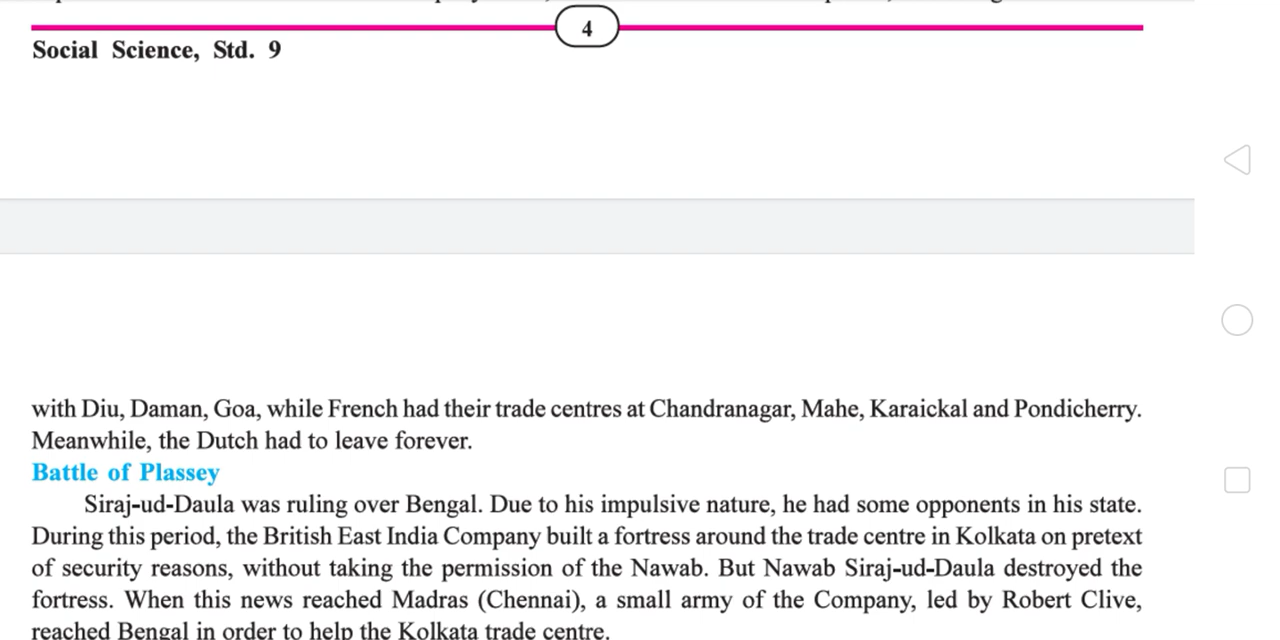 4
Social Science, Std. 9
with Diu, Daman, Goa, while French had their trade centres at Chandranagar, Mahe, Karaickal and Pondicherry.
Meanwhile, the Dutch had to leave forever.
Battle of Plassey
Siraj-ud-Daula was ruling over Bengal. Due to his impulsive nature, he had some opponents in his state.
During this period, the British East India Company built a fortress around the trade centre in Kolkata on pretext
of security reasons, without taking the permission of the Nawab. But Nawab Siraj-ud-Daula destroyed the
fortress. When this news reached Madras (Chennai), a small army of the Company, led by Robert Clive,
reached Bengal in order to help the Kolkata trade centre.